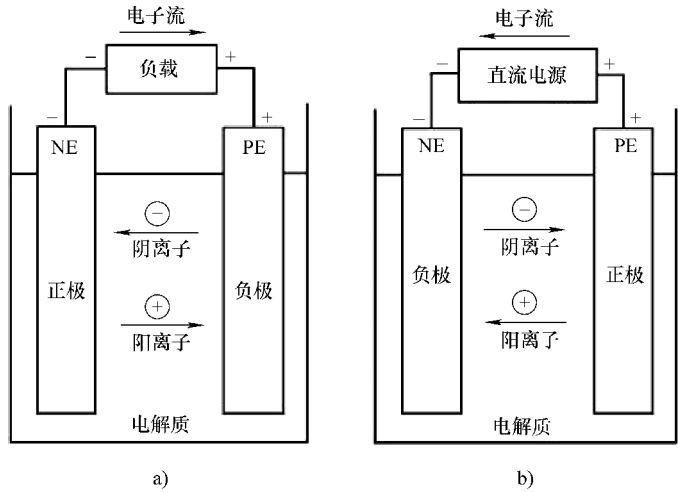 电子流
− 负载 +
− +
NE PE
⊖
阴离子
正极 负极
⊕
阳离子
电解质
a)
电子流
− 直流电源 +
− +
NE PE
⊖
阴离子
负极 正极
⊕
阳离了
电解质
b)